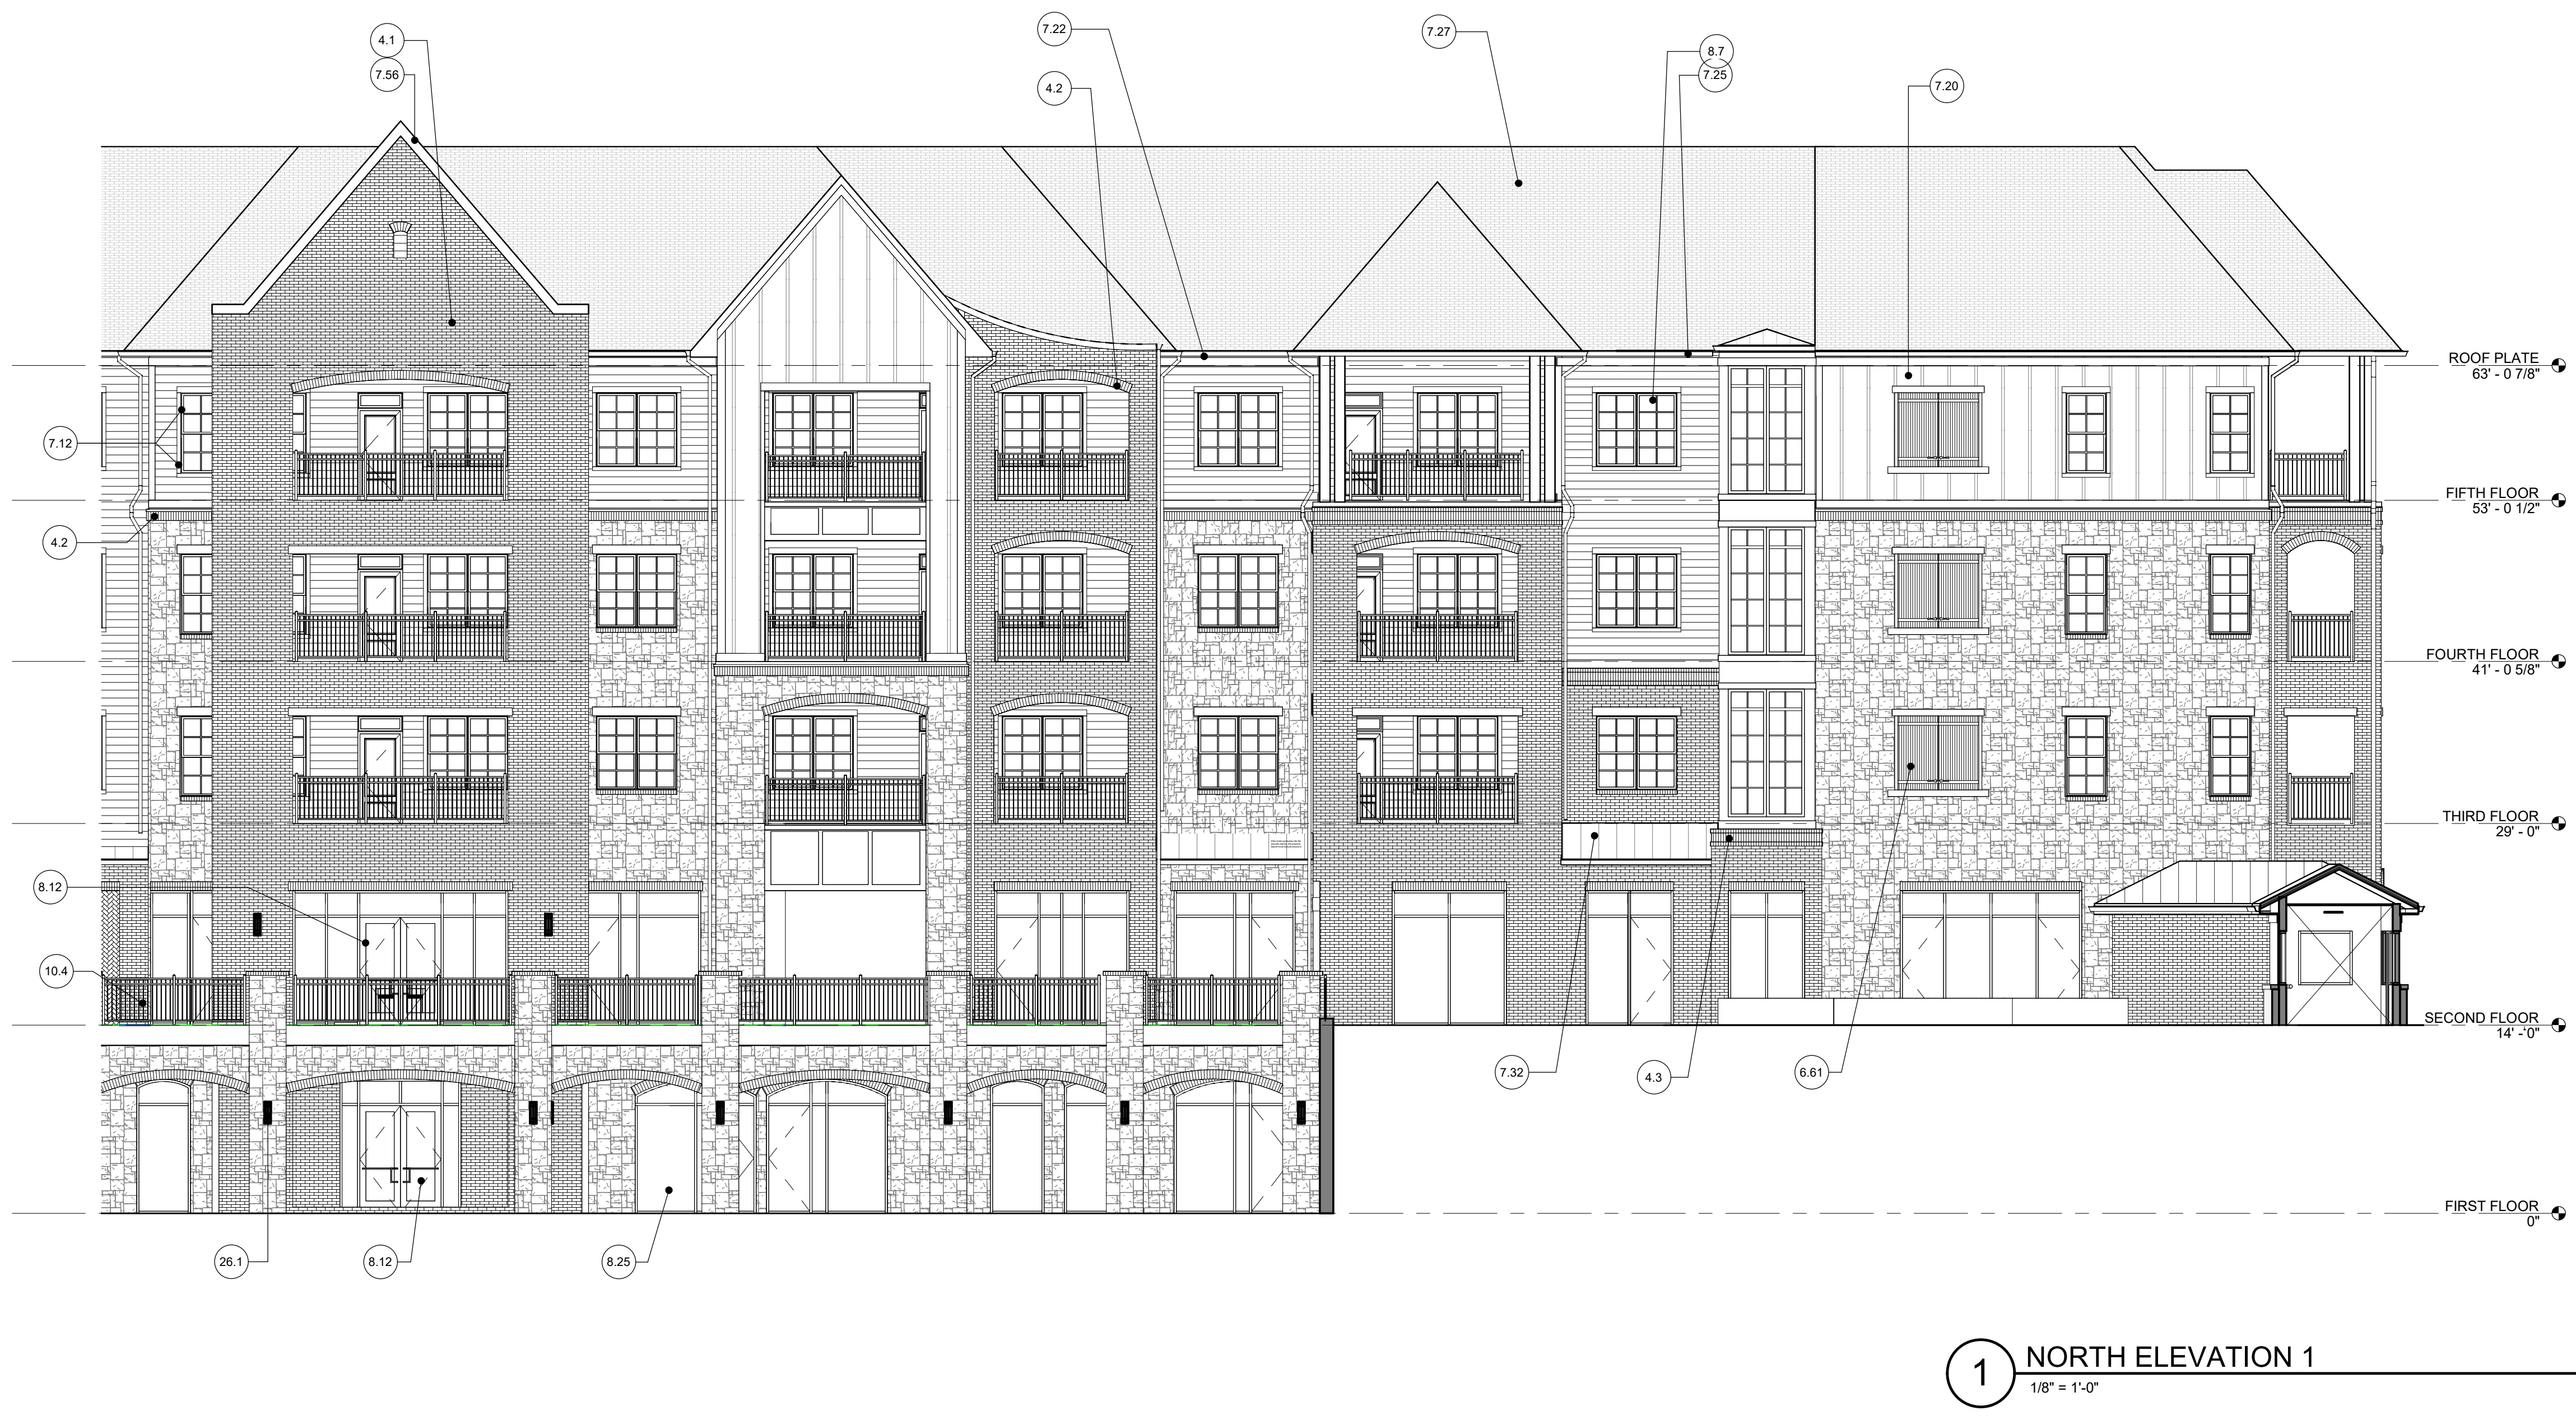 4.1
7.56
7.22
4.2
7.27
8.7
7.25
7.20
ROOF PLATE
63' - 0 7/8"
7.12
FIFTH FLOOR
53' - 0 1/2"
4.2
FOURTH FLOOR
41' - 0 5/8"
THIRD FLOOR
29' - 0"
8.12
10.4
SECOND FLOOR
14' - 0"
7.32
4.3
6.61
FIRST FLOOR
0"
26.1
8.12
8.25
1
NORTH ELEVATION 1
1/8" = 1'-0"